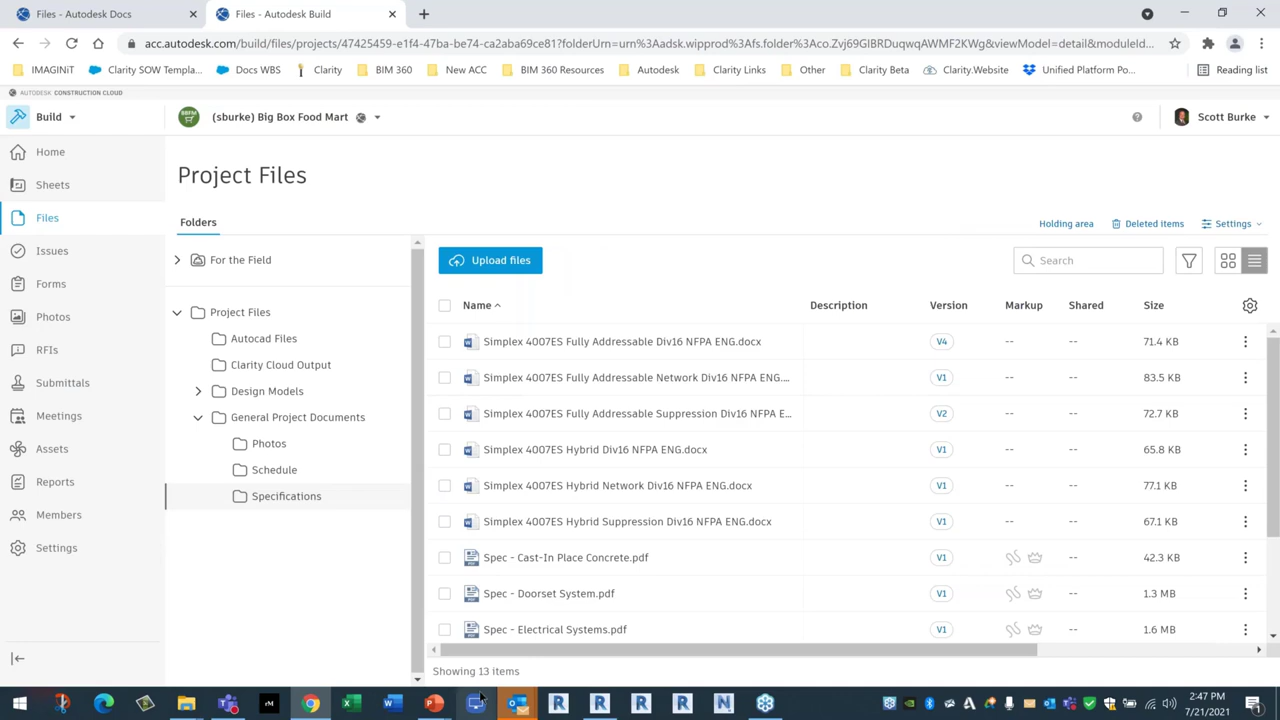 Files - Autodesk Docs
Files - Autodesk Build
acc.autodesk.com/build/files/projects/47425459-e1f4-47ba-be74-ca2aba69ce81?folderUrn=urn%3Aadsk.wipprod%3Afs.folder%3Aco.Zvj69GIBRDuqwqAWMF2KWg&viewModel=detail&moduleId...
IMAGINiT
Clarity SOW Templa...
Docs WBS
Clarity
BIM 360
New ACC
BIM 360 Resources
Autodesk
Clarity Links
Other
Clarity Beta
Clarity.Website
Unified Platform Po...
Reading list
AUTODESK CONSTRUCTION CLOUD
Build
(sburke) Big Box Food Mart
Scott Burke
Home
Sheets
Files
Issues
Forms
Photos
RFIs
Submittals
Meetings
Assets
Reports
Members
Settings
Project Files
Folders
Holding area
Deleted items
Settings
For the Field
Project Files
Autocad Files
Clarity Cloud Output
Design Models
General Project Documents
Photos
Schedule
Specifications
Upload files
Search
Name Description Version Markup Shared Size
Simplex 4007ES Fully Addressable Div16 NFPA ENG.docx V4 -- -- 71.4 KB
Simplex 4007ES Fully Addressable Network Div16 NFPA ENG.... V1 -- -- 83.5 KB
Simplex 4007ES Fully Addressable Suppression Div16 NFPA E... V2 -- -- 72.7 KB
Simplex 4007ES Hybrid Div16 NFPA ENG.docx V1 -- -- 65.8 KB
Simplex 4007ES Hybrid Network Div16 NFPA ENG.docx V1 -- -- 77.1 KB
Simplex 4007ES Hybrid Suppression Div16 NFPA ENG.docx V1 -- -- 67.1 KB
Spec - Cast-In Place Concrete.pdf V1 -- 42.3 KB
Spec - Doorset System.pdf V1 -- 1.3 MB
Spec - Electrical Systems.pdf V1 -- 1.6 MB
Showing 13 items
2:47 PM
7/21/2021